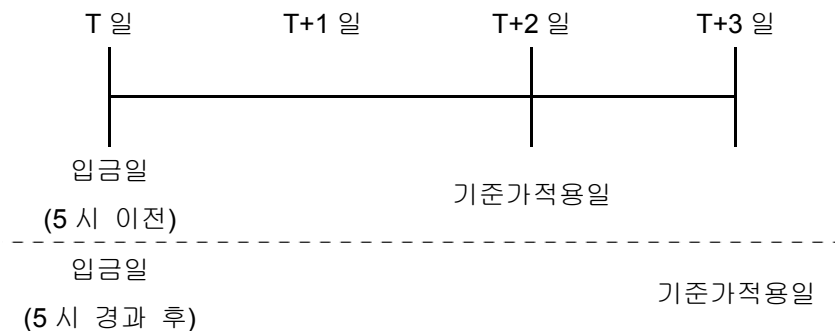 T 일 T+1 일 T+2 일 T+3 일
입금일
(5 시 이전)
기준가적용일
입금일
(5 시 경과 후)
기준가적용일